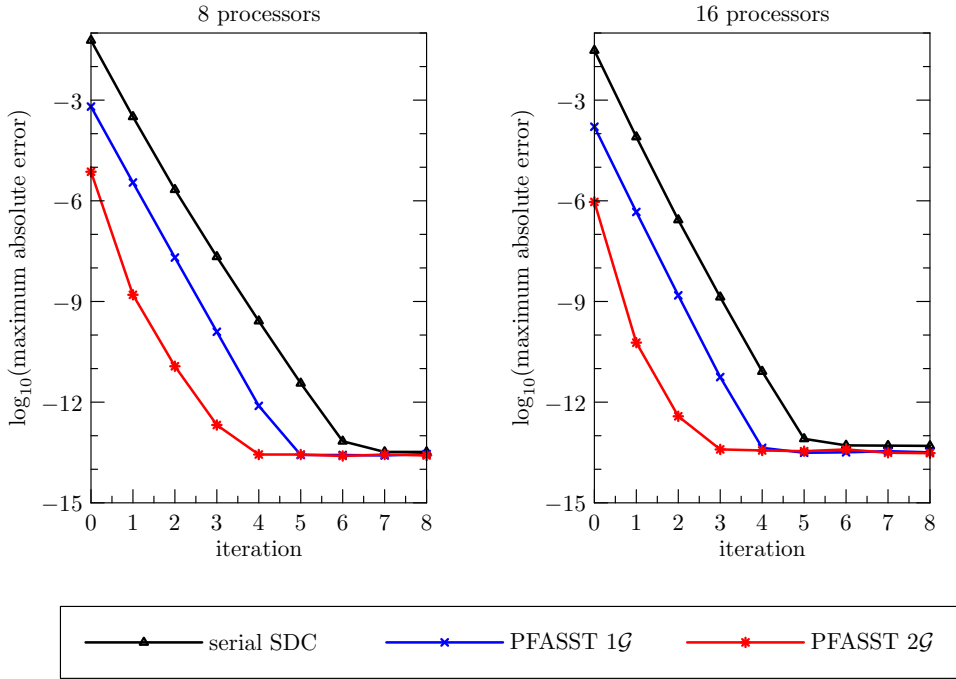 8 processors
−3
−6
−9
−12
−15
0 1 2 3 4 5 6 7 8
iteration
log₁₀(maximum absolute error)
16 processors
−3
−6
−9
−12
−15
0 1 2 3 4 5 6 7 8
iteration
log₁₀(maximum absolute error)
serial SDC
PFASST 1𝒢
PFASST 2𝒢